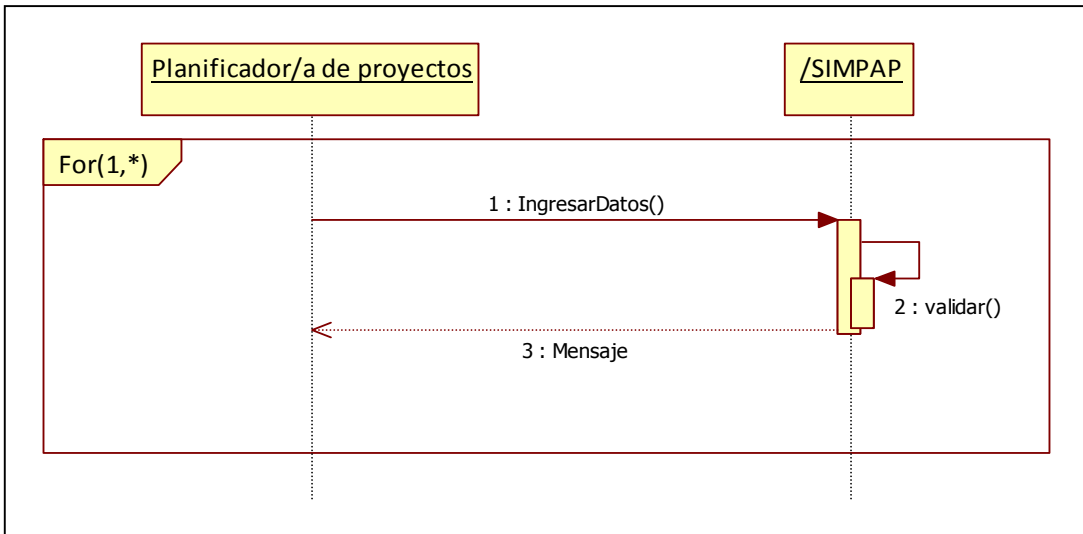 Planificador/a de proyectos
/SIMPAP
For(1,*)
1 : IngresarDatos()
2 : validar()
3 : Mensaje